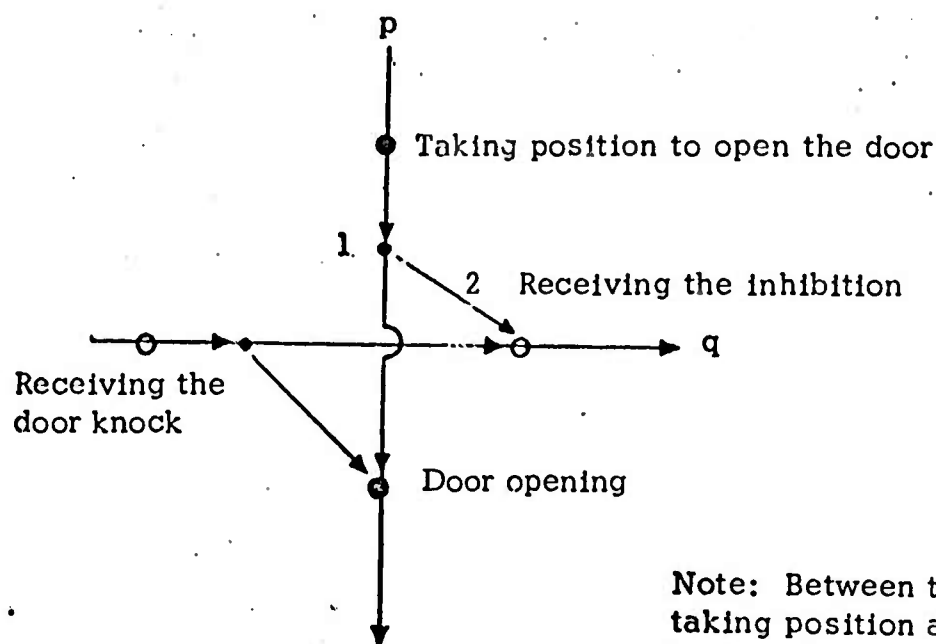 p
Taking position to open the door
1
2 Receiving the inhibition
q
Receiving the
door knock
Door opening
Note: Between
taking position